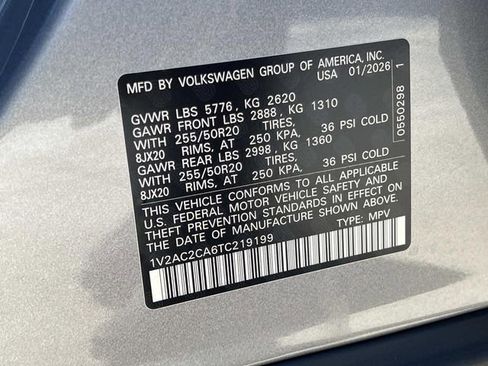 MFD BY VOLKSWAGEN GROUP OF AMERICA, INC.
USA 01/2026
GVWR LBS 5776, KG 2620
GAWR FRONT LBS 2888, KG 1310
WITH 255/50R20 TIRES,
8JX20 RIMS, AT 250 KPA, 36 PSI COLD
GAWR REAR LBS 2998, KG 1360
WITH 255/50R20 TIRES,
8JX20 RIMS, AT 250 KPA, 36 PSI COLD
THIS VEHICLE CONFORMS TO ALL APPLICABLE
U.S. FEDERAL MOTOR VEHICLE SAFETY AND
THEFT PREVENTION STANDARDS IN EFFECT ON
THE DATE OF MANUFACTURE SHOWN ABOVE.
1V2AC2CA6TC219199 TYPE: MPV
0550298 1